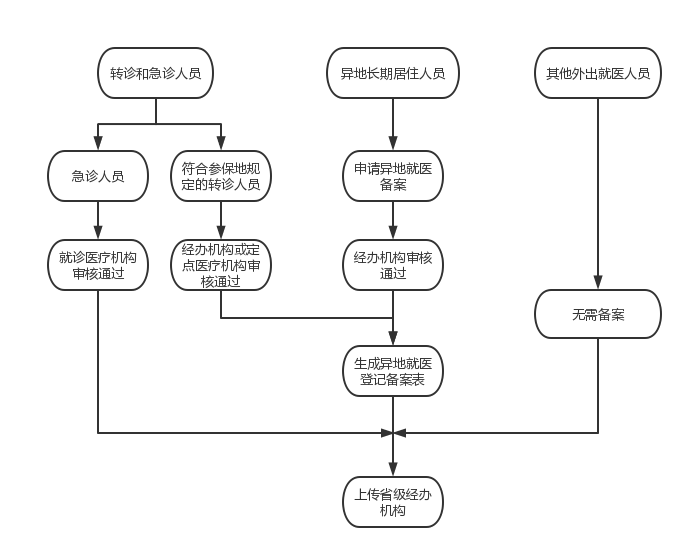 转诊和急诊人员
异地长期居住人员
其他外出就医人员
急诊人员
符合参保地规
定的转诊人员
申请异地就医
备案
就诊医疗机构
审核通过
经办机构或定
点医疗机构审
核通过
经办机构审核
通过
无需备案
生成异地就医
登记备案表
上传省级经办
机构